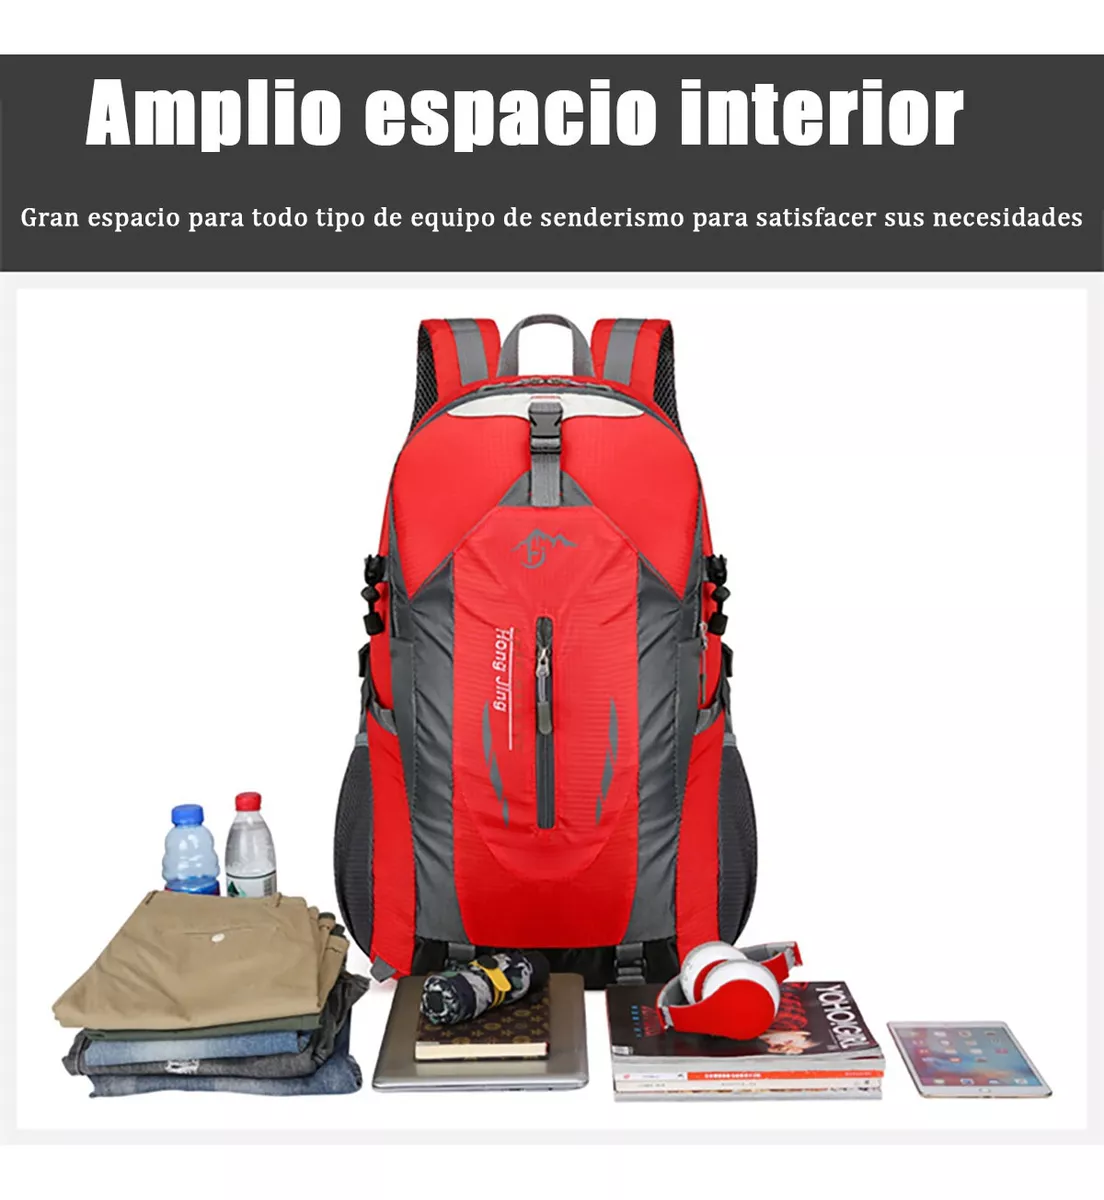 Amplio espacio interior
Gran espacio para todo tipo de equipo de senderismo para satisfacer sus necesidades
Hong Jing
YOHO!GIRL